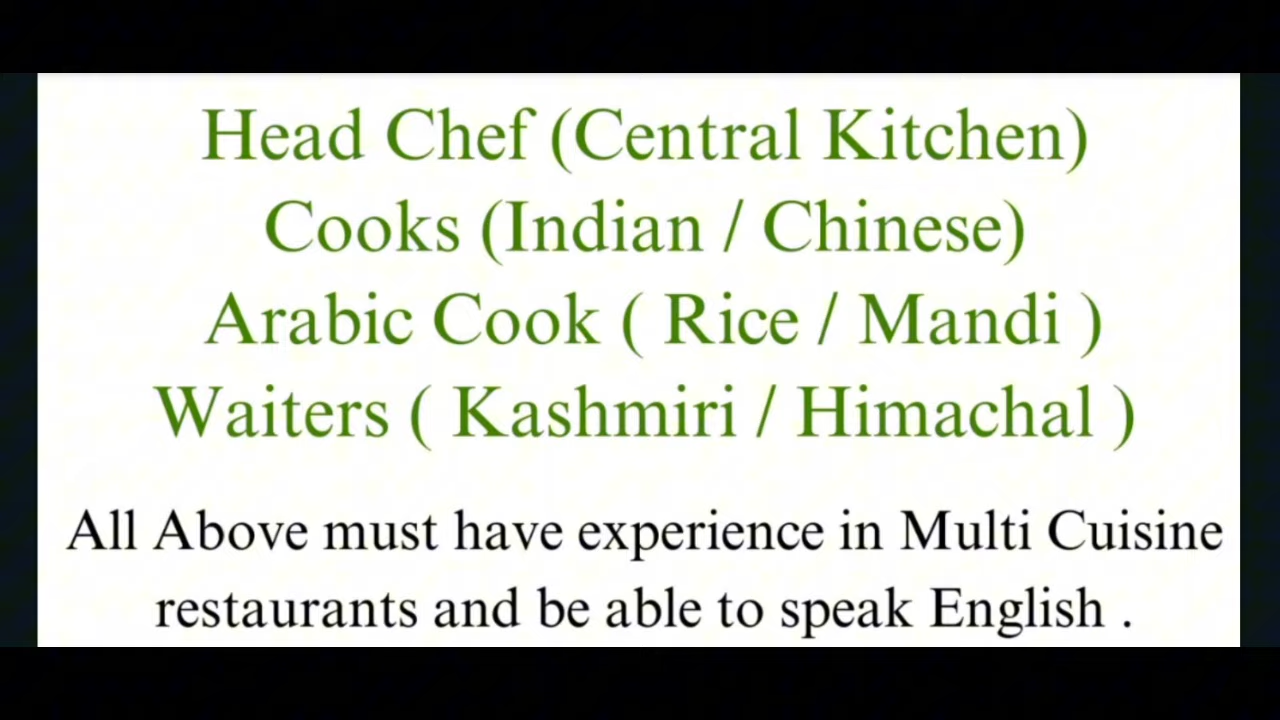 Head Chef (Central Kitchen)
Cooks (Indian / Chinese)
Arabic Cook ( Rice / Mandi )
Waiters ( Kashmiri / Himachal )
All Above must have experience in Multi Cuisine
restaurants and be able to speak English .